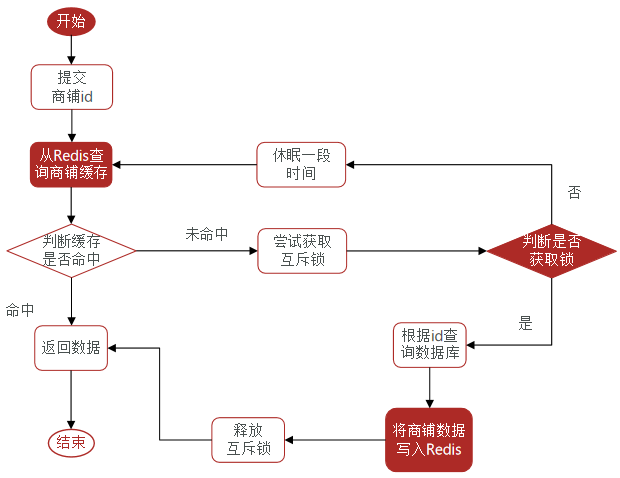 开始
提交
商铺id
从Redis查
询商铺缓存
休眠一段
时间
否
判断缓存
是否命中
未命中
尝试获取
互斥锁
判断是否
获取锁
命中
是
返回数据
根据id查
询数据库
结束
释放
互斥锁
将商铺数据
写入Redis